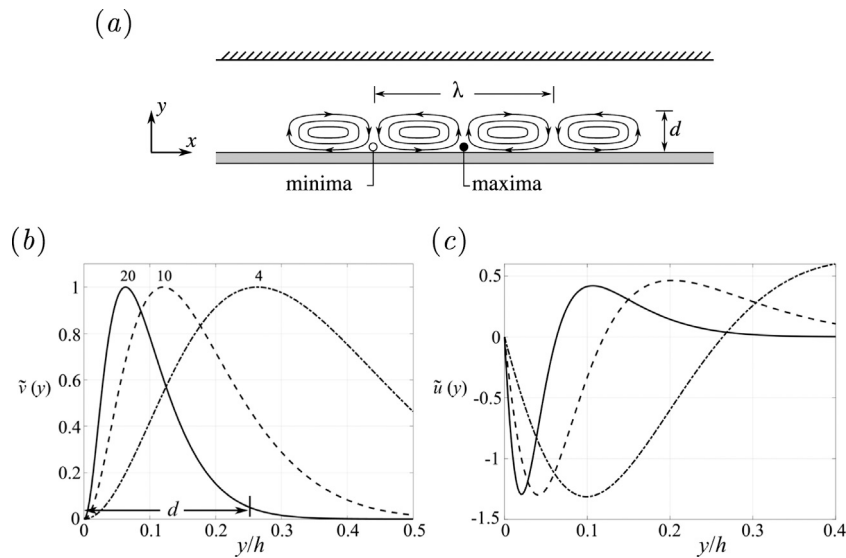 (a)
λ
y
x
d
minima
maxima
(b)
(c)
20 10 4
1
0.8
0.6
0.4
0.2
0
ṽ (y)
d
0 0.1 0.2 0.3 0.4 0.5
y/h
0.5
0
-0.5
-1
-1.5
ũ (y)
0 0.1 0.2 0.3 0.4
y/h